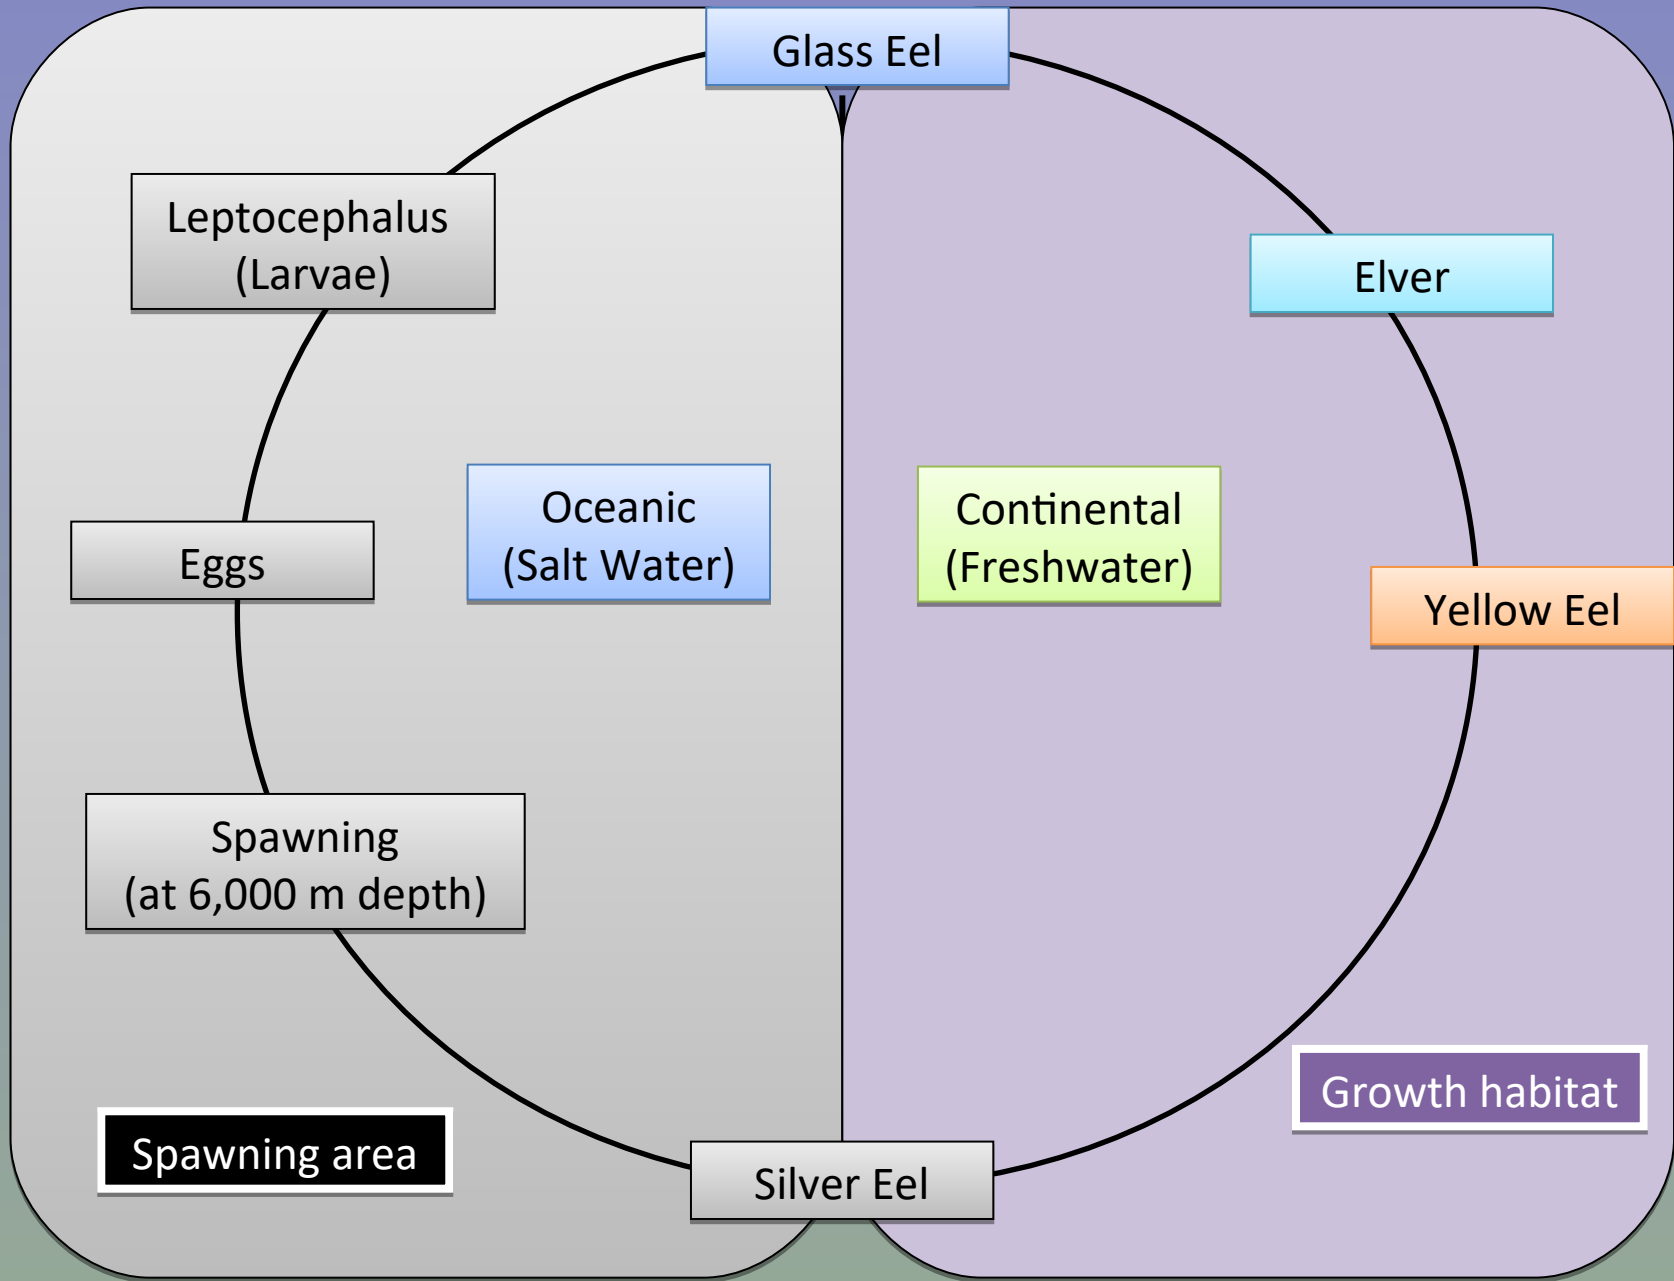 Glass Eel
Leptocephalus
(Larvae)
Elver
Oceanic
(Salt Water)
Continental
(Freshwater)
Eggs
Yellow Eel
Spawning
(at 6,000 m depth)
Growth habitat
Spawning area
Silver Eel